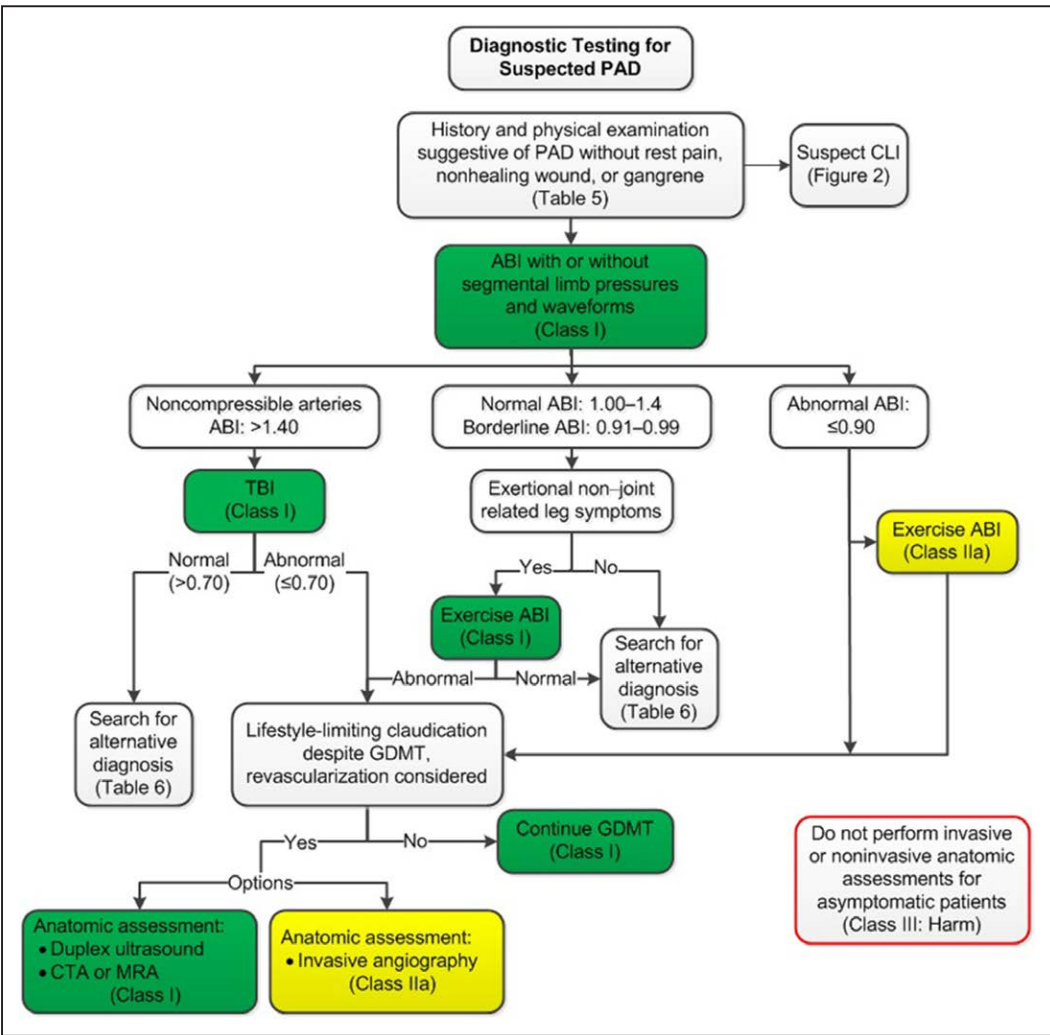 Diagnostic Testing for
Suspected PAD
History and physical examination
suggestive of PAD without rest pain,
nonhealing wound, or gangrene
(Table 5)
Suspect CLI
(Figure 2)
ABI with or without
segmental limb pressures
and waveforms
(Class I)
Noncompressible arteries
ABI: >1.40
Normal ABI: 1.00–1.4
Borderline ABI: 0.91–0.99
Abnormal ABI:
≤0.90
TBI
(Class I)
Exertional non–joint
related leg symptoms
Exercise ABI
(Class IIa)
Normal
(>0.70)
Abnormal
(≤0.70)
Yes
No
Exercise ABI
(Class I)
Search for
alternative
diagnosis
(Table 6)
Abnormal
Normal
Search for
alternative
diagnosis
(Table 6)
Lifestyle-limiting claudication
despite GDMT,
revascularization considered
Yes
No
Continue GDMT
(Class I)
Do not perform invasive
or noninvasive anatomic
assessments for
asymptomatic patients
(Class III: Harm)
Options
Anatomic assessment:
• Duplex ultrasound
• CTA or MRA
(Class I)
Anatomic assessment:
• Invasive angiography
(Class IIa)